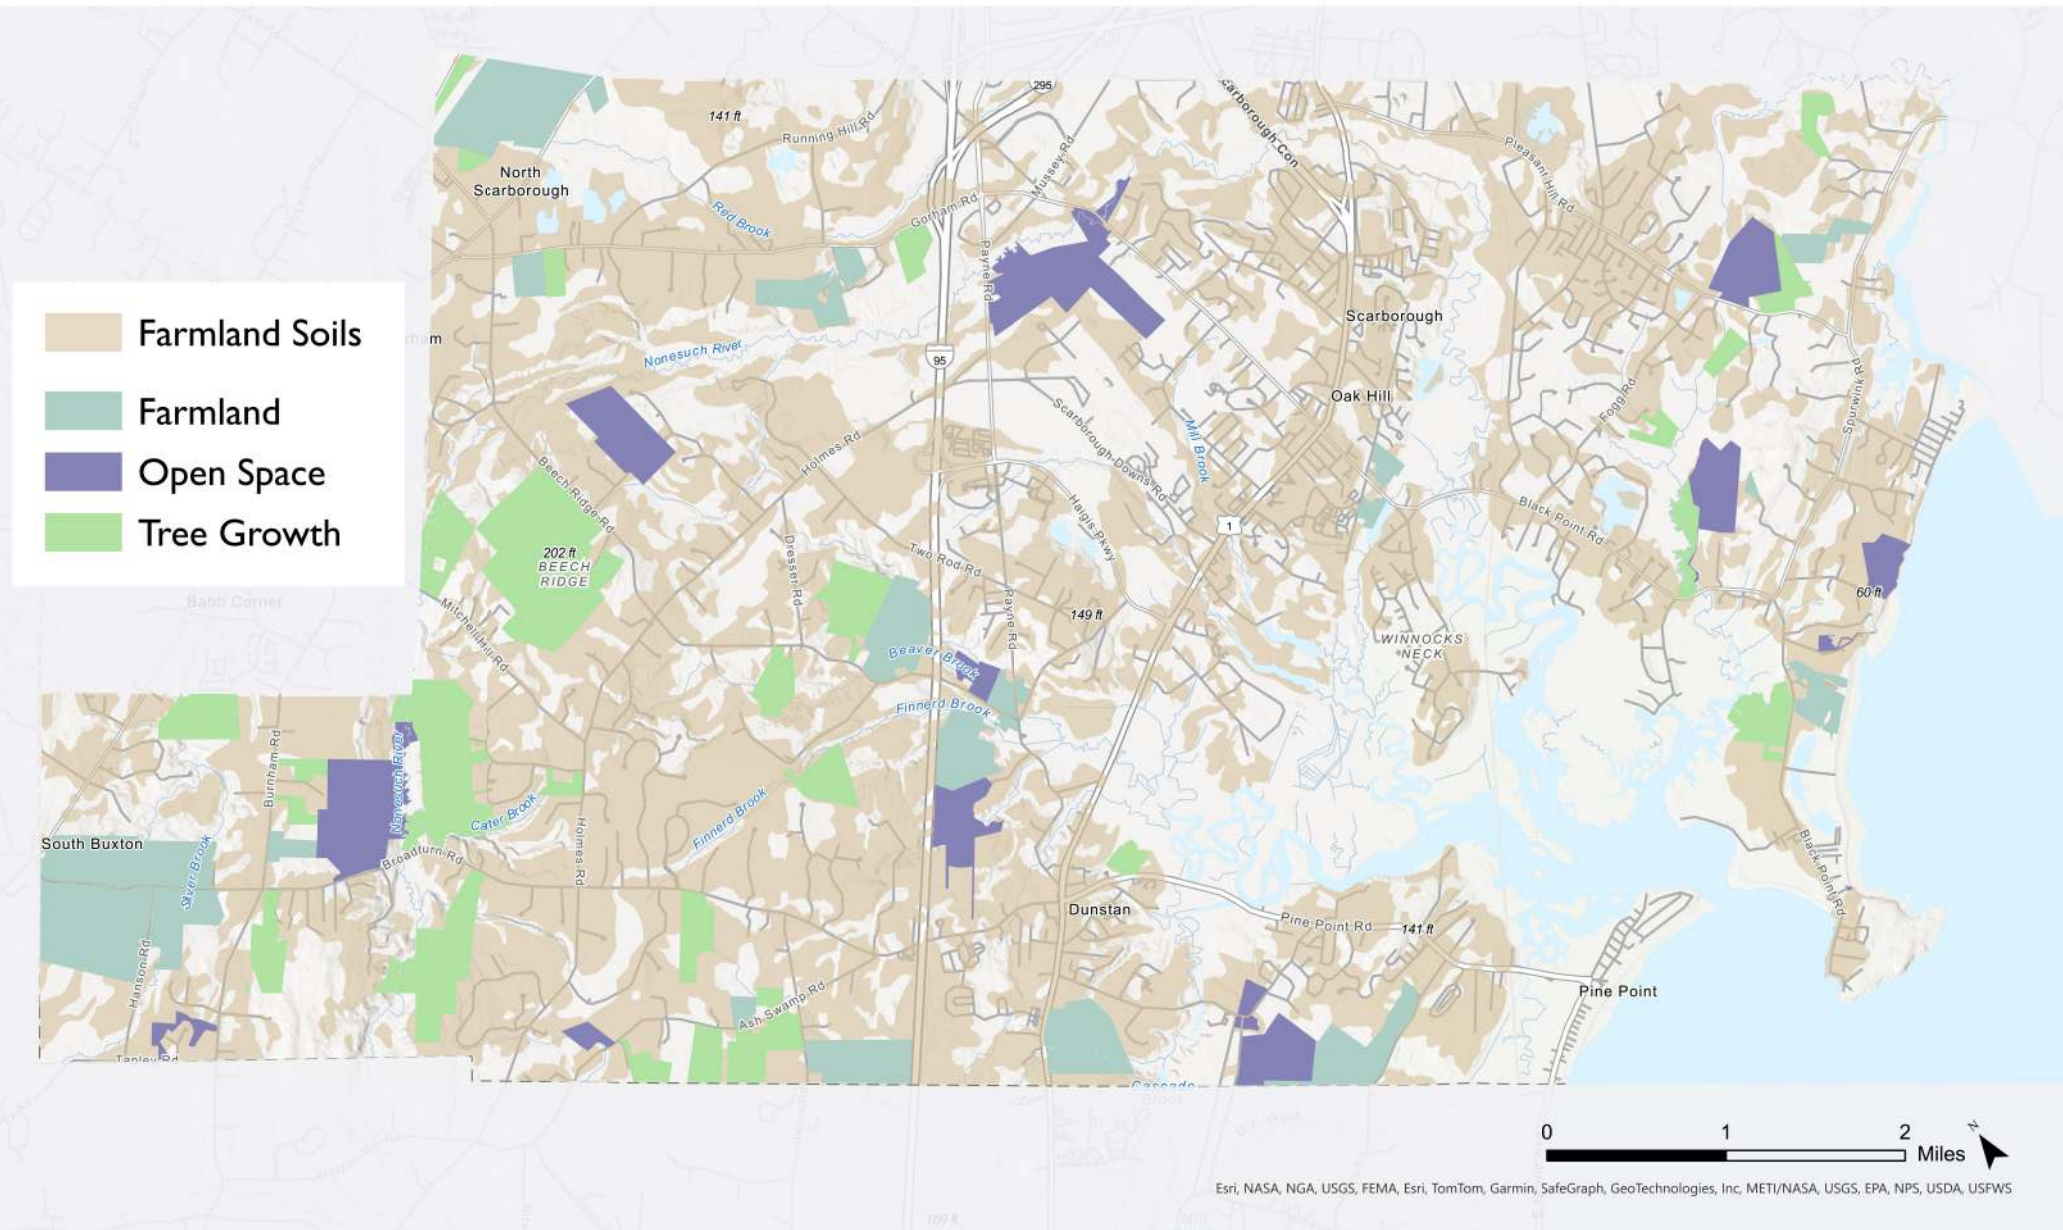 295
Scarborough Con
141 ft
Running Hill Rd
Mussey Rd
Pleasant Hill Rd
North
Scarborough
Red Brook
Gorham Rd
Payne Rd
Scarborough
Farmland Soils
Farmland
Open Space
Tree Growth
Nonesuch River
95
Oak Hill
Fogg Rd
Spurwink Rd
Holmes Rd
Scarborough Downs Rd
Mill Brook
Beech Ridge Rd
Haigis Pkwy
1
Black Point Rd
202 ft
BEECH
RIDGE
Dresser Rd
Two Rod Rd
Payne Rd
149 ft
60 ft
Babb Corner
Mitchell Hill Rd
WINNOCKS
NECK
Beaver Brook
Finnerd Brook
Burnham Rd
Nonesuch River
Cater Brook
Finnerd Brook
Holmes Rd
South Buxton
Silver Brook
Broadturn Rd
Black Point Rd
Dunstan
Pine Point Rd
141 ft
Hanson Rd
Ash Swamp Rd
Pine Point
Tapley Rd
Cascade
0 1 2
Miles
N
Esri, NASA, NGA, USGS, FEMA, Esri, TomTom, Garmin, SafeGraph, GeoTechnologies, Inc, METI/NASA, USGS, EPA, NPS, USDA, USFWS